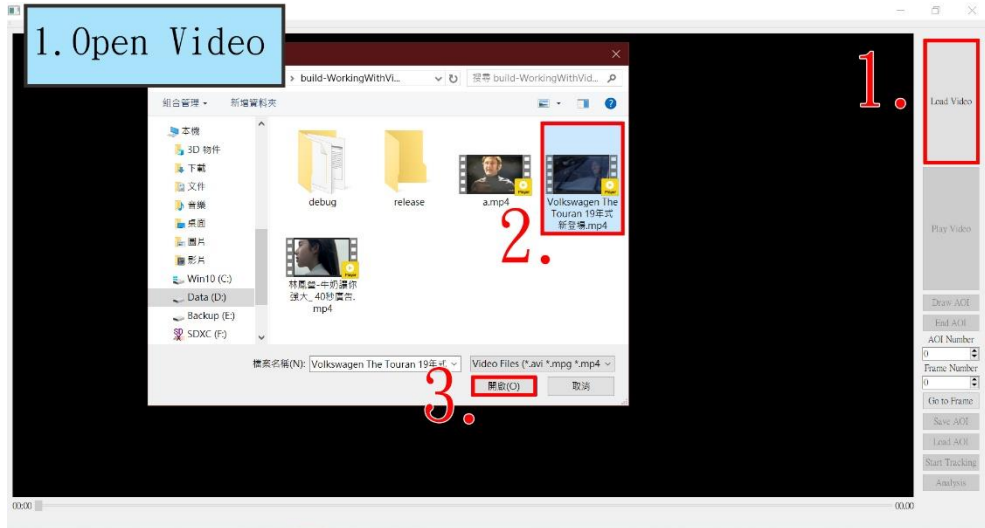 1.Open Video
> build-WorkingWithVi...
搜尋 build-WorkingWithVid...
組合管理
新增資料夾
本機
3D 物件
下載
文件
音樂
桌面
圖片
影片
Win10 (C:)
Data (D:)
Backup (E:)
SDXC (F:)
debug
release
a.mp4
Volkswagen The
Touran 19年式
新登場.mp4
林鳳營-牛奶讓你
強大_ 40秒廣告.
mp4
檔案名稱(N):
Volkswagen The Touran 19年式
Video Files (*.avi *.mpg *.mp4
開啟(O)
取消
1.
2.
3.
Load Video
Play Video
Draw AOI
End AOI
AOI Number
0
Frame Number
0
Go to Frame
Save AOI
Load AOI
Start Tracking
Analysis
00:00
00:00